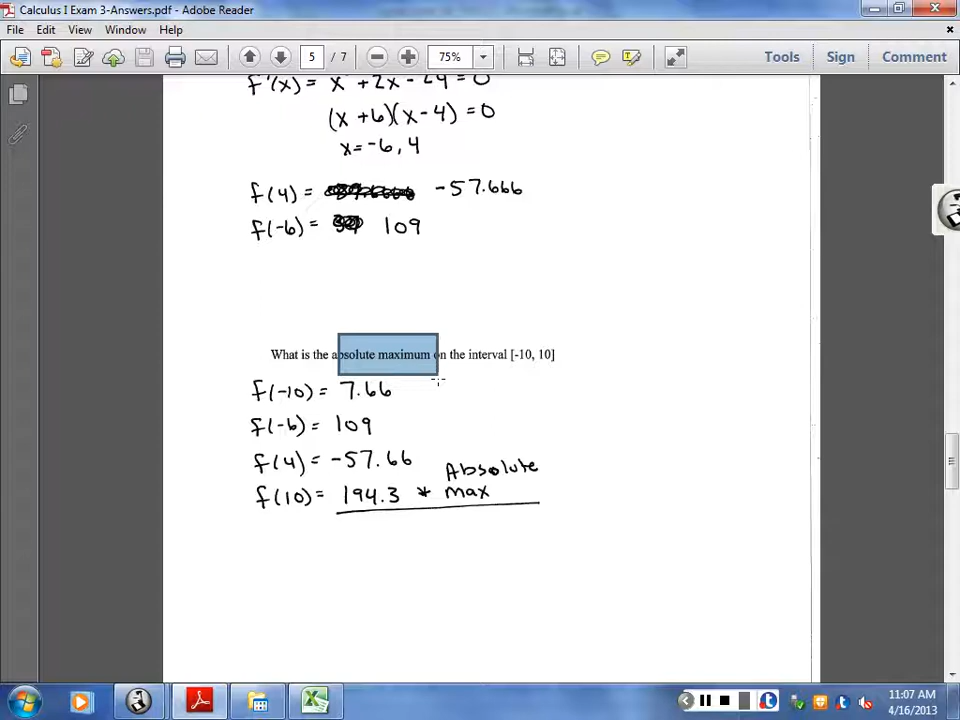 Calculus I Exam 3-Answers.pdf - Adobe Reader
File Edit View Window Help
5 / 7 75% Tools Sign Comment
f'(x) = x + 2x - 24 = 0
(x + 6)(x - 4) = 0
x = -6, 4
f(4) = -57.666
f(-6) = 109
What is the absolute maximum on the interval [-10, 10]
f(-10) = 7.66
f(-6) = 109
f(4) = -57.66
f(10) = 194.3 * Absolute max
11:07 AM
4/16/2013